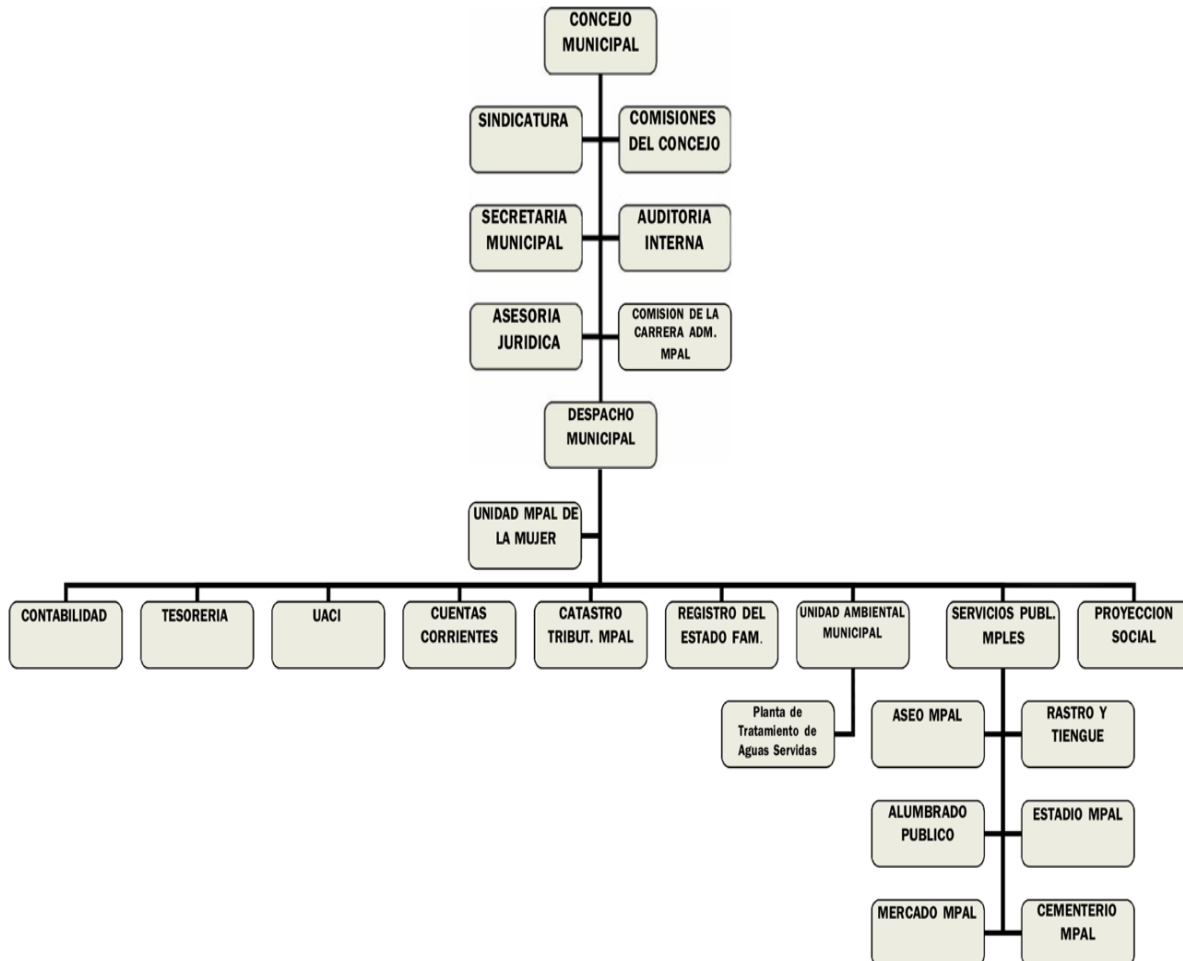 CONCEJO
MUNICIPAL
SINDICATURA
COMISIONES
DEL CONCEJO
SECRETARIA
MUNICIPAL
AUDITORIA
INTERNA
ASESORIA
JURIDICA
COMISION DE LA
CARRERA ADM.
MPAL
DESPACHO
MUNICIPAL
UNIDAD MPAL DE
LA MUJER
CONTABILIDAD
TESORERIA
UACI
CUENTAS
CORRIENTES
CATASTRO
TRIBUT. MPAL
REGISTRO DEL
ESTADO FAM.
UNIDAD AMBIENTAL
MUNICIPAL
SERVICIOS PUBL.
MPLES
PROYECCION
SOCIAL
Planta de
Tratamiento de
Aguas Servidas
ASEO MPAL
RASTRO Y
TIENGUE
ALUMBRADO
PUBLICO
ESTADIO MPAL
MERCADO MPAL
CEMENTERIO
MPAL